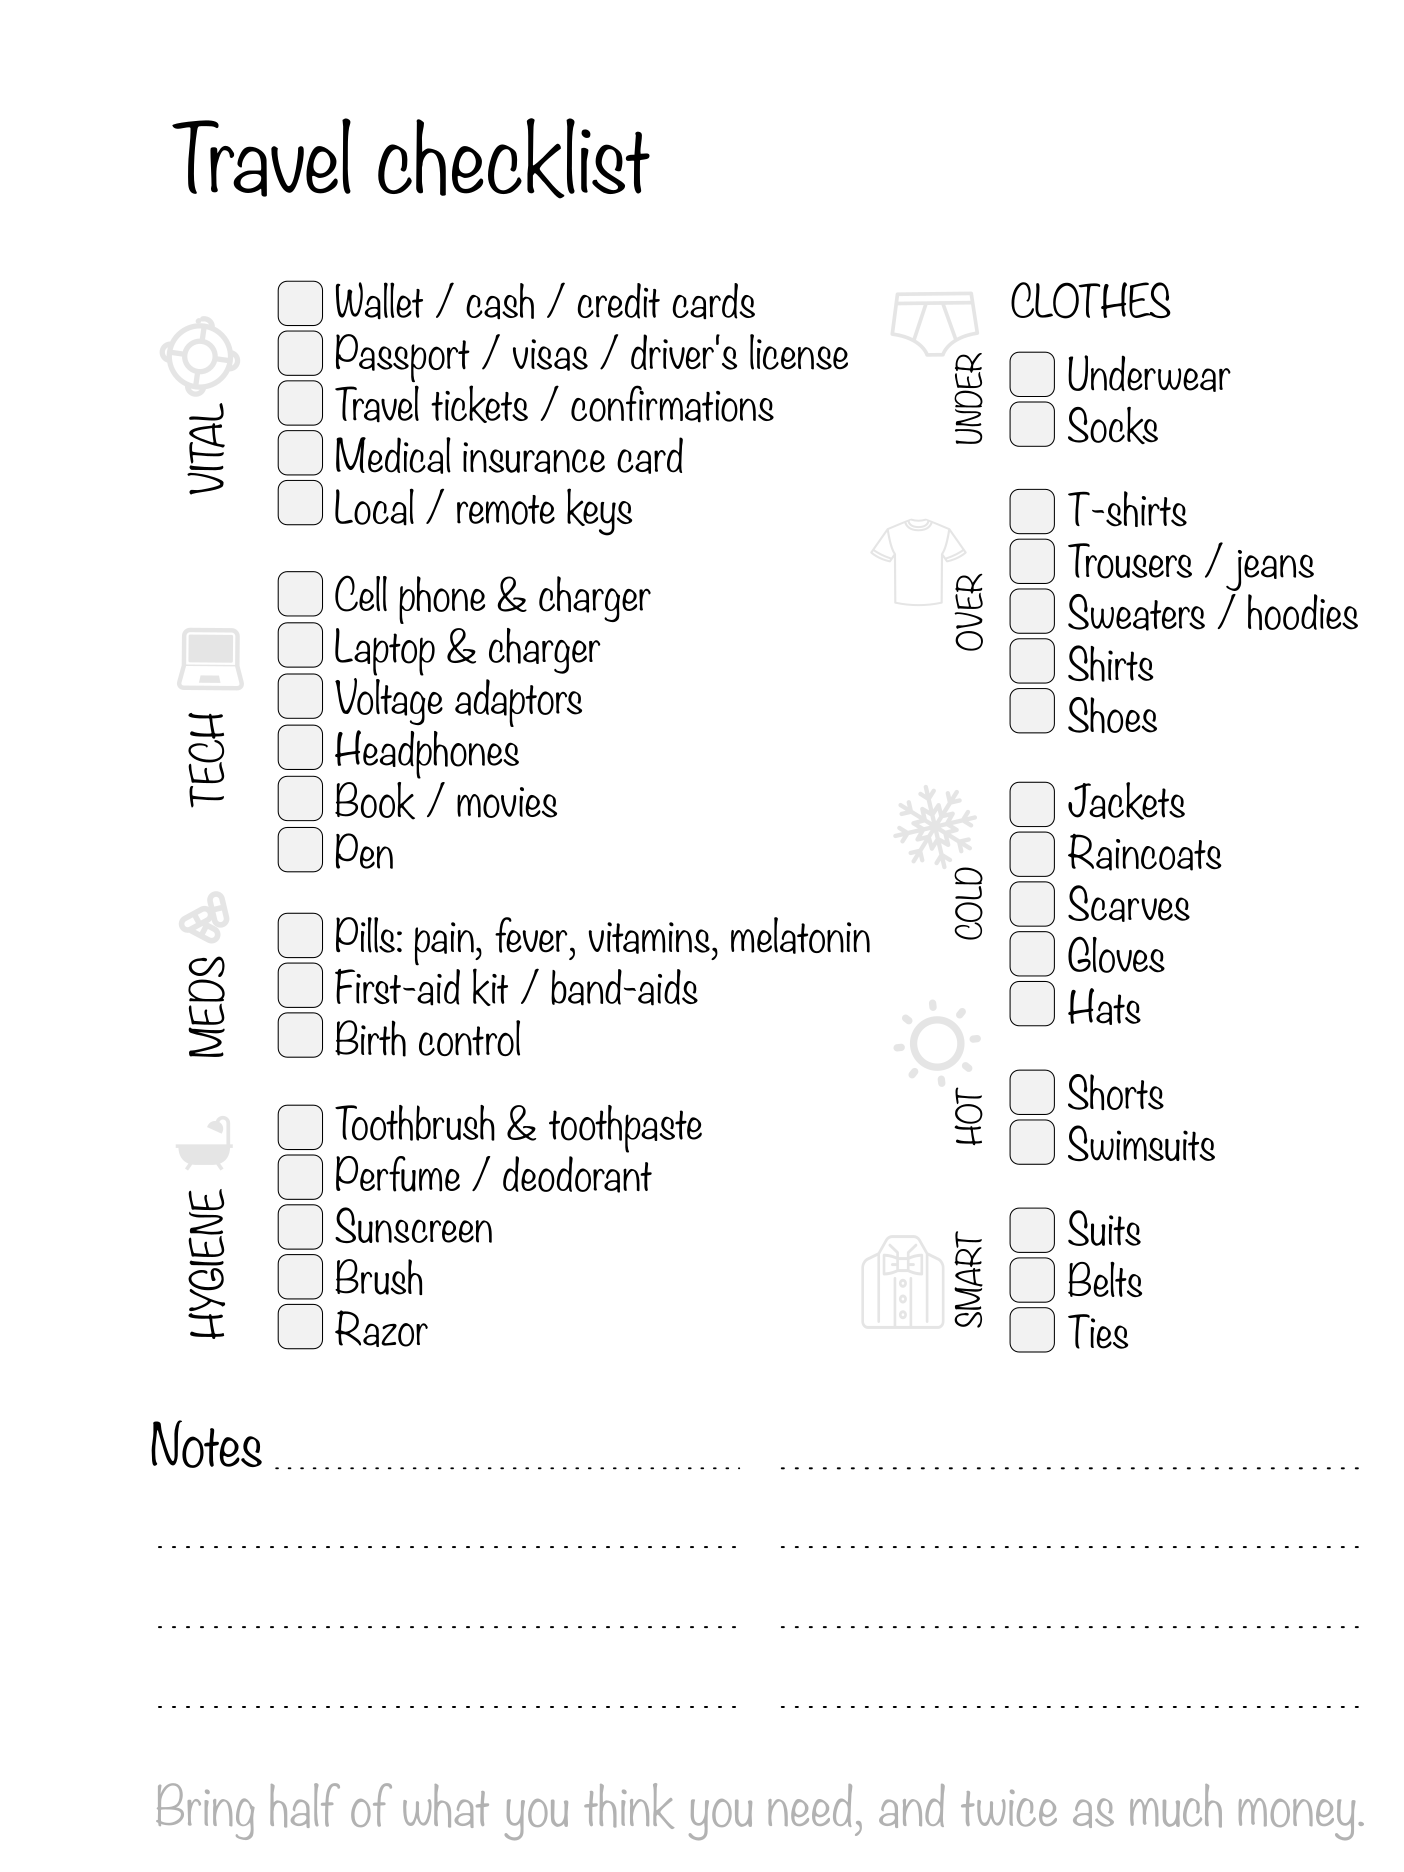 Travel checklist
VITAL
Wallet / cash / credit cards
Passport / visas / driver's license
Travel tickets / confirmations
Medical insurance card
Local / remote keys
TECH
Cell phone & charger
Laptop & charger
Voltage adaptors
Headphones
Book / movies
Pen
MEDS
Pills: pain, fever, vitamins, melatonin
First-aid kit / band-aids
Birth control
HYGIENE
Toothbrush & toothpaste
Perfume / deodorant
Sunscreen
Brush
Razor
CLOTHES
UNDER
Underwear
Socks
OVER
T-shirts
Trousers / jeans
Sweaters / hoodies
Shirts
Shoes
COLD
Jackets
Raincoats
Scarves
Gloves
Hats
HOT
Shorts
Swimsuits
SMART
Suits
Belts
Ties
Notes
Bring half of what you think you need, and twice as much money.